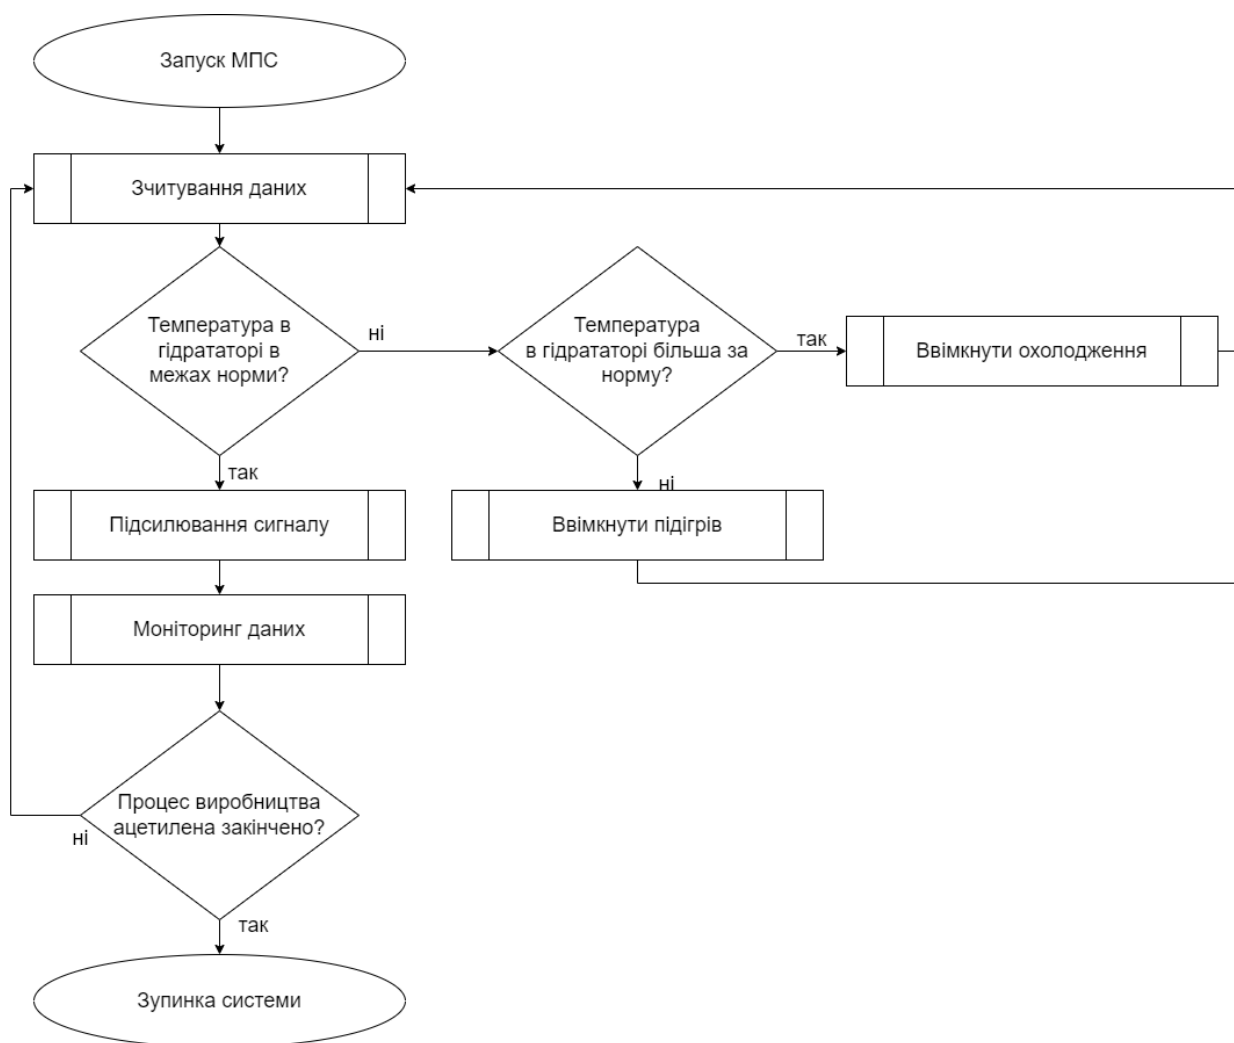 Запуск МПС
Зчитування даних
Температура в
гідрататорі в
межах норми?
ні
Температура
в гідрататорі більша за
норму?
так
Ввімкнути охолодження
так
ні
Підсилювання сигналу
Ввімкнути підігрів
Моніторинг даних
Процес виробництва
ацетилена закінчено?
ні
так
Зупинка системи